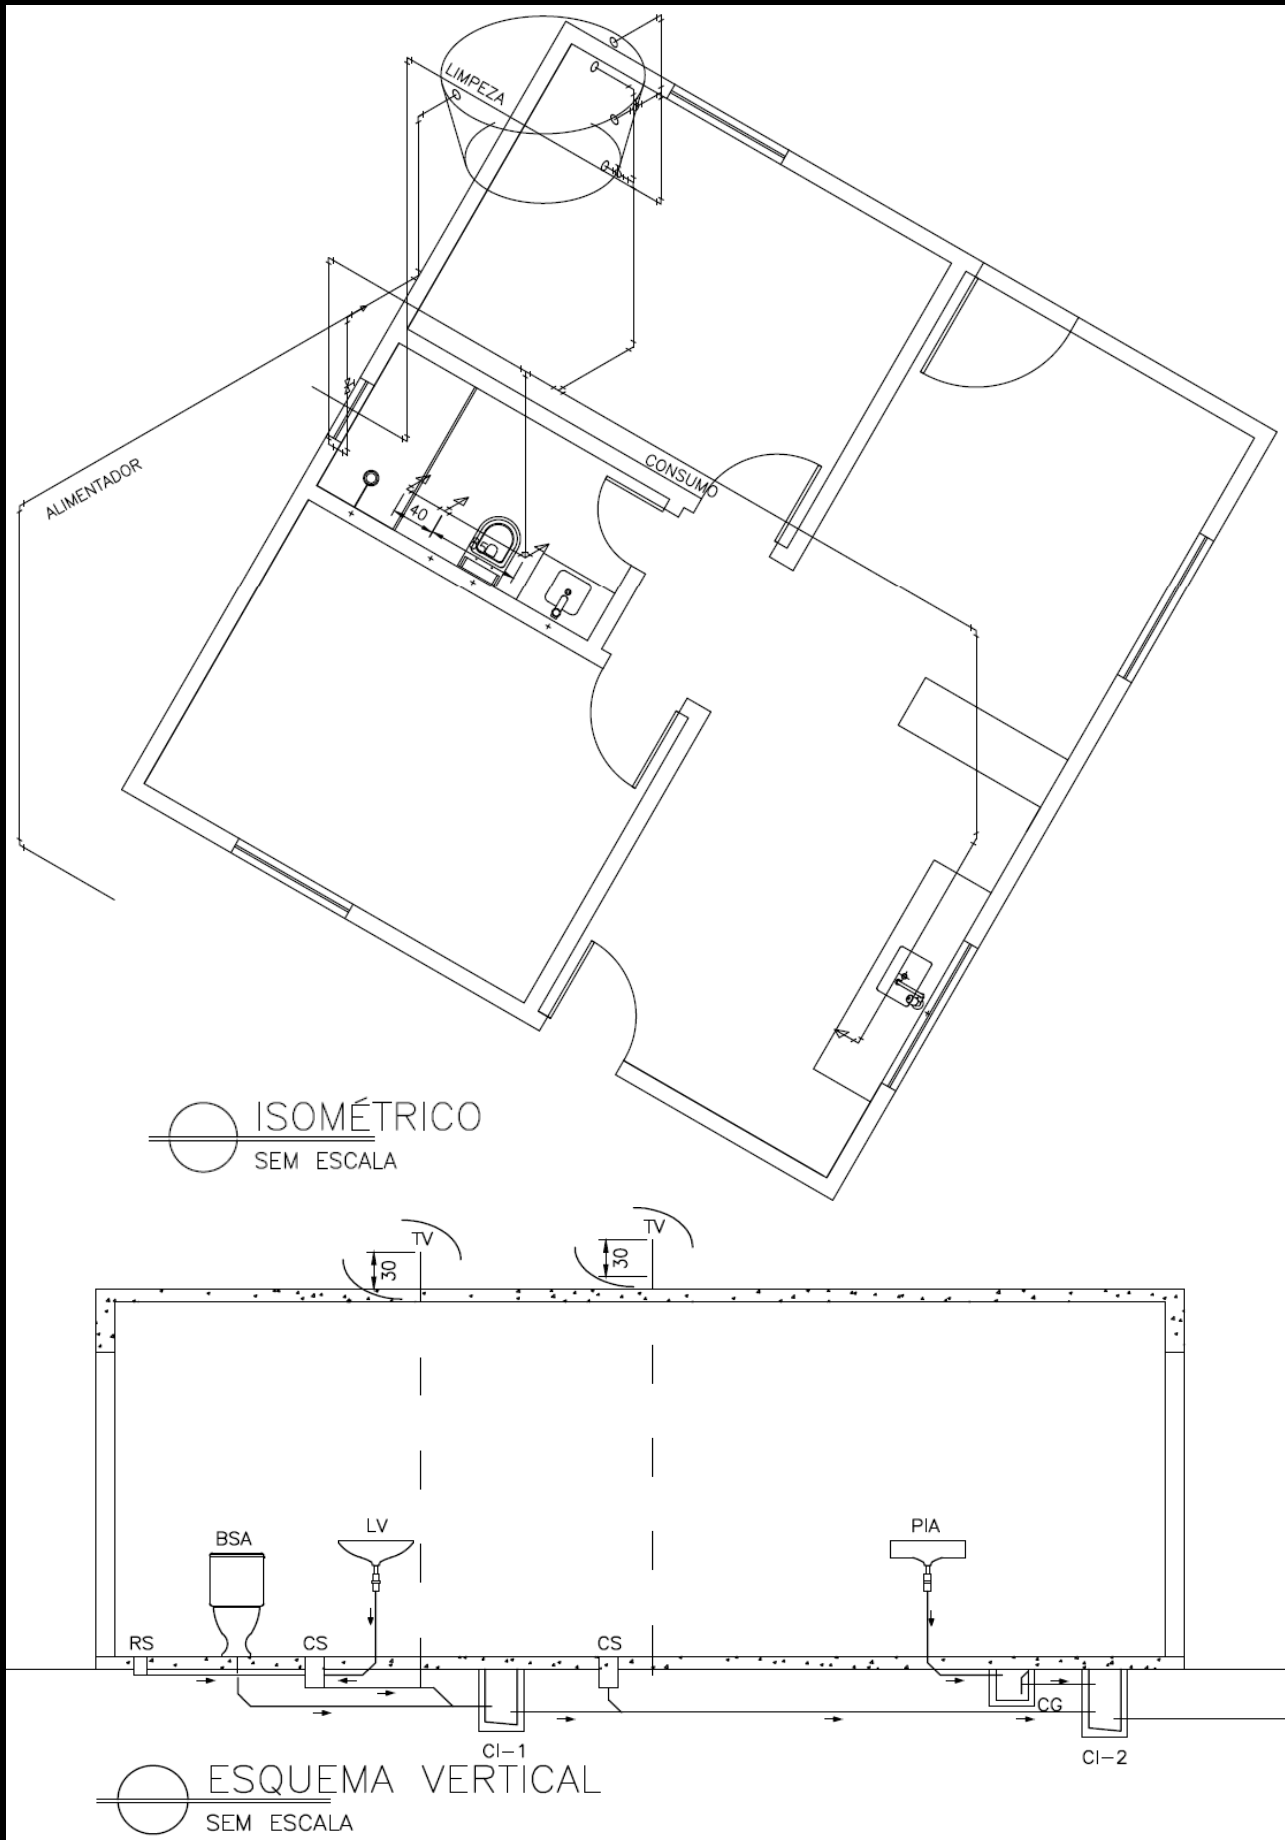 LIMPEZA
ALIMENTADOR
CONSUMO
40
ISOMÉTRICO
SEM ESCALA
TV
30
TV
30
BSA
LV
PIA
RS
CS
CS
CG
CI-1
CI-2
ESQUEMA VERTICAL
SEM ESCALA